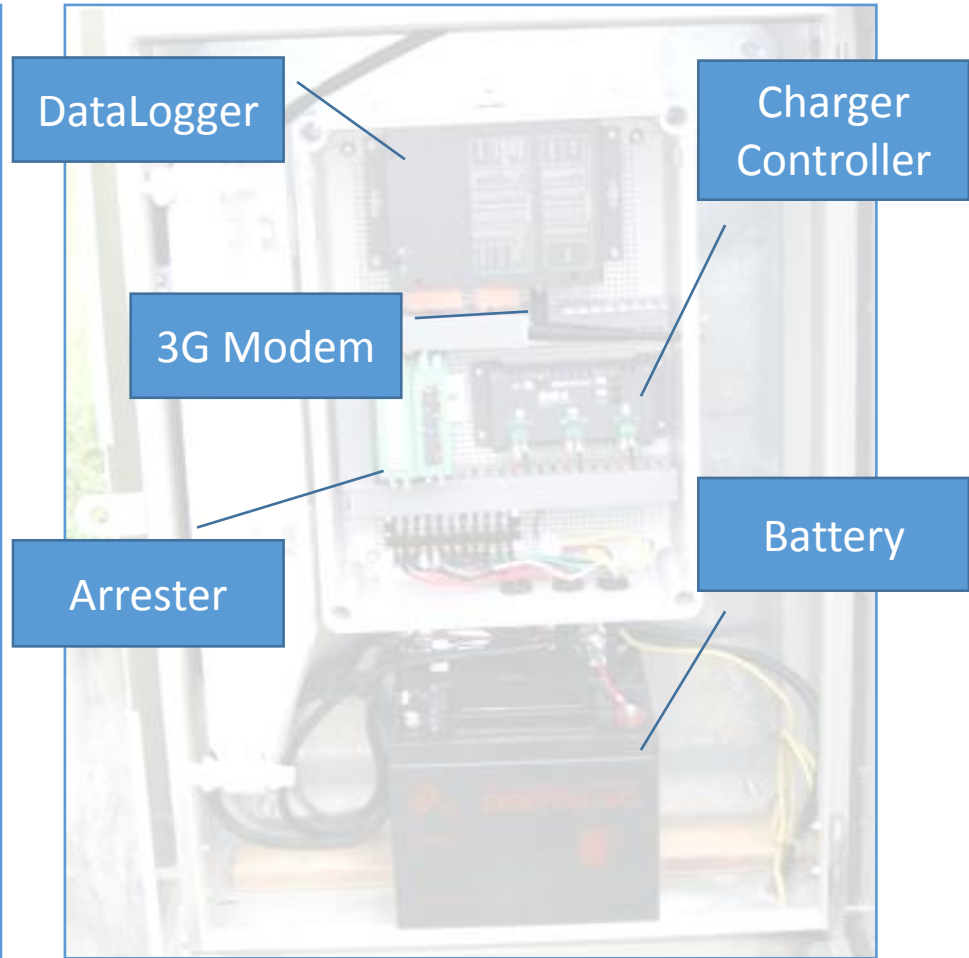 DataLogger
Charger
Controller
3G Modem
Battery
Arrester